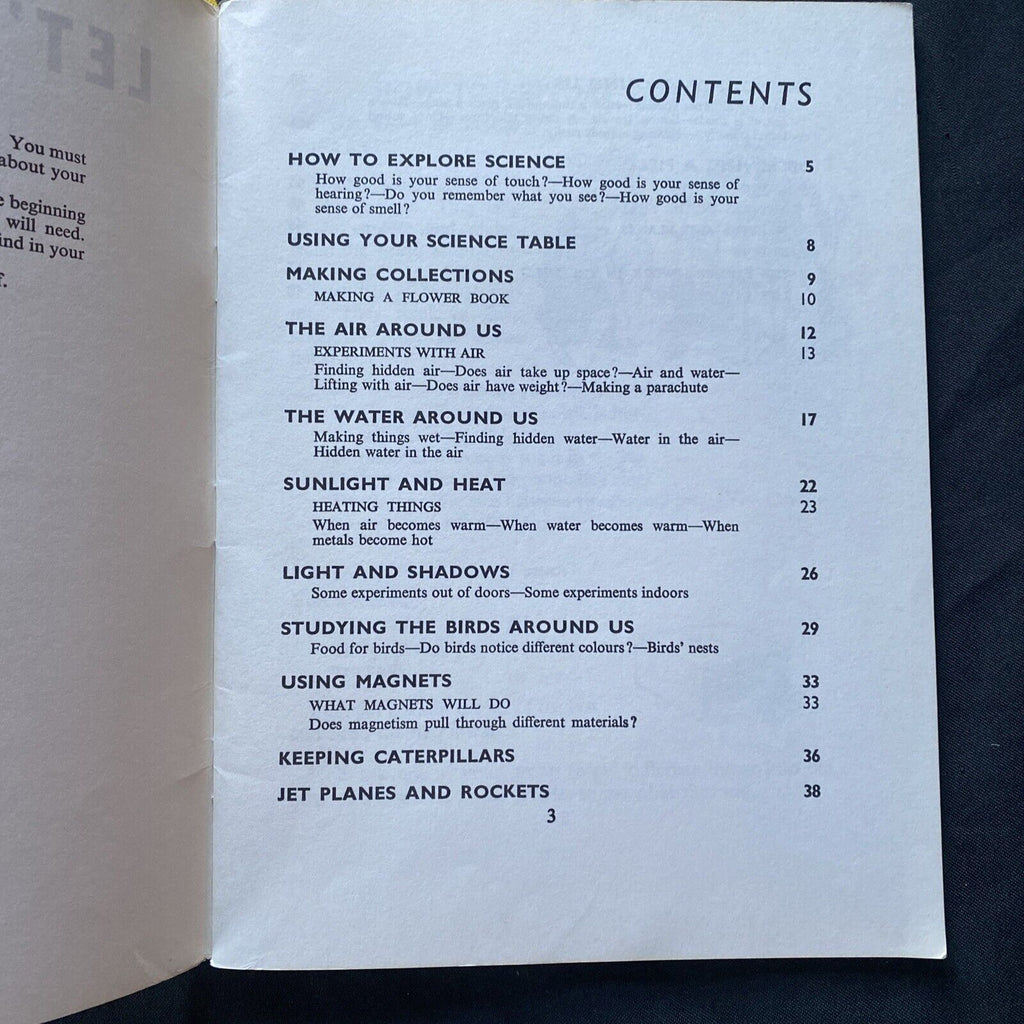 LET'
You must
about your
beginning
will need.
in your
CONTENTS
HOW TO EXPLORE SCIENCE 5
How good is your sense of touch?—How good is your sense of
hearing?—Do you remember what you see?—How good is your
sense of smell?
USING YOUR SCIENCE TABLE 8
MAKING COLLECTIONS 9
MAKING A FLOWER BOOK 10
THE AIR AROUND US 12
EXPERIMENTS WITH AIR 13
Finding hidden air—Does air take up space?—Air and water—
Lifting with air—Does air have weight?—Making a parachute
THE WATER AROUND US 17
Making things wet—Finding hidden water—Water in the air—
Hidden water in the air
SUNLIGHT AND HEAT 22
HEATING THINGS 23
When air becomes warm—When water becomes warm—When
metals become hot
LIGHT AND SHADOWS 26
Some experiments out of doors—Some experiments indoors
STUDYING THE BIRDS AROUND US 29
Food for birds—Do birds notice different colours?—Birds' nests
USING MAGNETS 33
WHAT MAGNETS WILL DO 33
Does magnetism pull through different materials?
KEEPING CATERPILLARS 36
JET PLANES AND ROCKETS 38
3